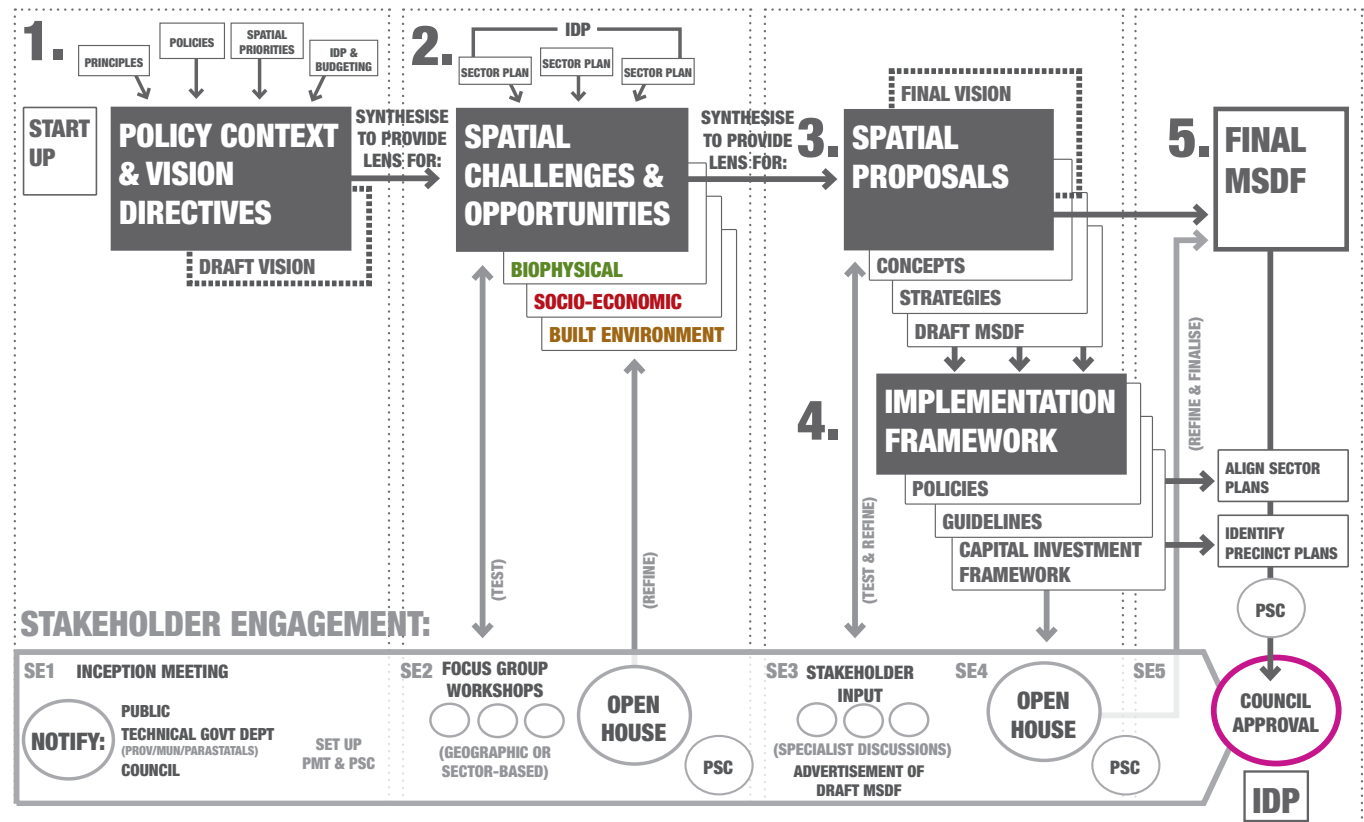 1.
PRINCIPLES
POLICIES
SPATIAL
PRIORITIES
IDP &
BUDGETING
START
UP
POLICY CONTEXT
& VISION
DIRECTIVES
DRAFT VISION
SYNTHESISE
TO PROVIDE
LENS FOR:
2.
IDP
SECTOR PLAN
SECTOR PLAN
SECTOR PLAN
SPATIAL
CHALLENGES &
OPPORTUNITIES
BIOPHYSICAL
SOCIO-ECONOMIC
BUILT ENVIRONMENT
SYNTHESISE
TO PROVIDE
LENS FOR:
3.
FINAL VISION
SPATIAL
PROPOSALS
CONCEPTS
STRATEGIES
DRAFT MSDF
4.
IMPLEMENTATION
FRAMEWORK
POLICIES
GUIDELINES
CAPITAL INVESTMENT
FRAMEWORK
5.
FINAL
MSDF
ALIGN SECTOR
PLANS
IDENTIFY
PRECINCT PLANS
PSC
(TEST)
(REFINE)
(TEST & REFINE)
(REFINE & FINALISE)
STAKEHOLDER ENGAGEMENT:
SE1 INCEPTION MEETING
NOTIFY:
PUBLIC
TECHNICAL GOVT DEPT
(PROV/MUN/PARASTATALS)
COUNCIL
SET UP
PMT & PSC
SE2 FOCUS GROUP
WORKSHOPS
(GEOGRAPHIC OR
SECTOR-BASED)
OPEN
HOUSE
PSC
SE3 STAKEHOLDER
INPUT
(SPECIALIST DISCUSSIONS)
ADVERTISEMENT OF
DRAFT MSDF
SE4
OPEN
HOUSE
PSC
SE5
COUNCIL
APPROVAL
IDP